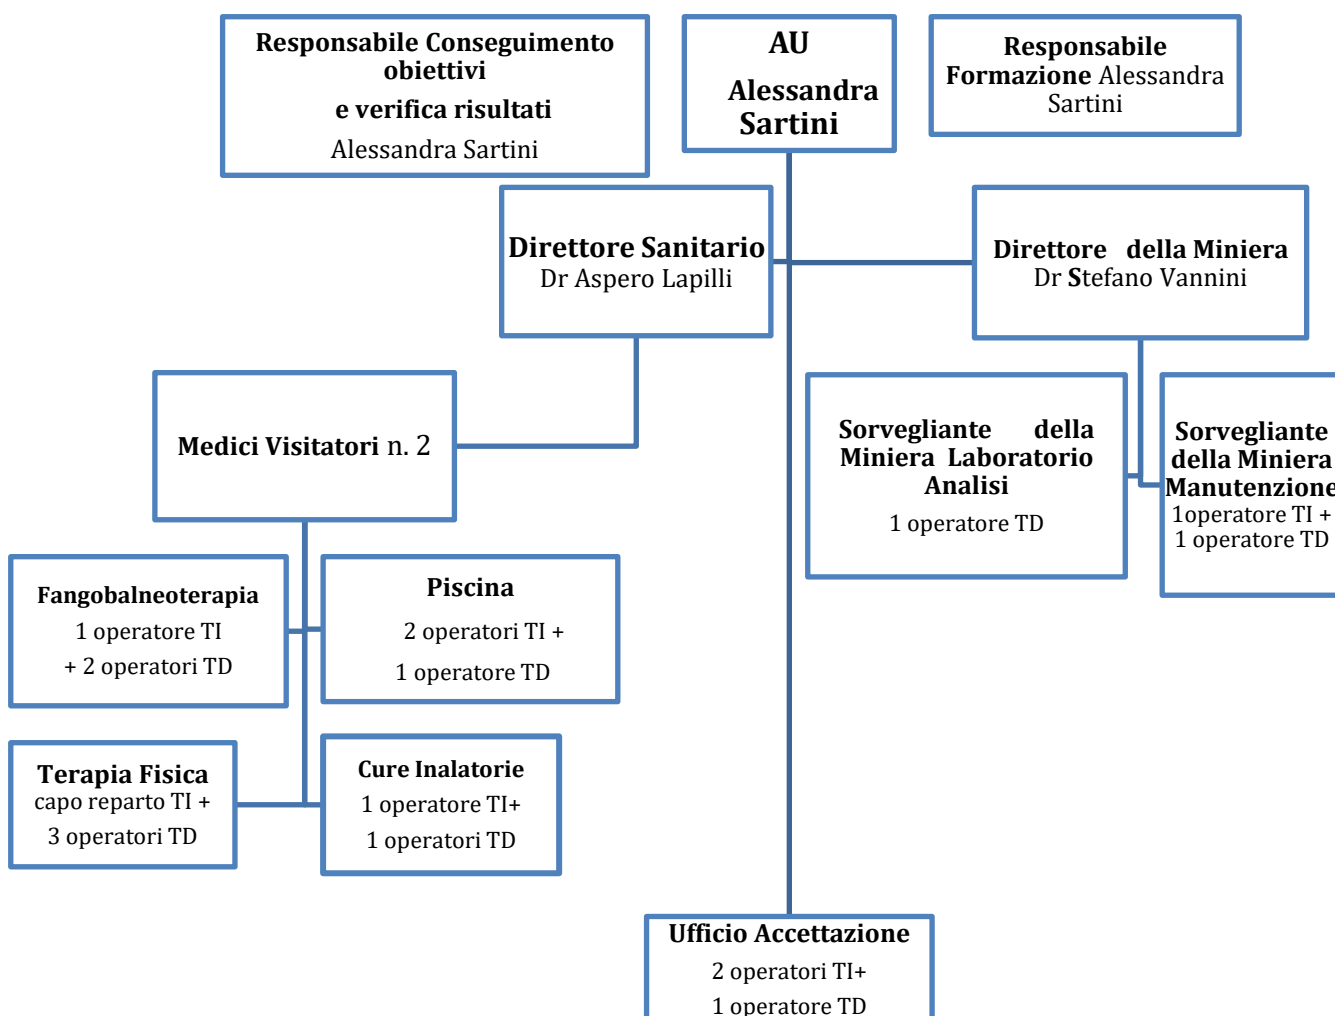 Responsabile Conseguimento
obiettivi
e verifica risultati
Alessandra Sartini
AU
Alessandra
Sartini
Responsabile
Formazione Alessandra
Sartini
Direttore Sanitario
Dr Aspero Lapilli
Direttore della Miniera
Dr Stefano Vannini
Medici Visitatori n. 2
Sorvegliante della
Miniera Laboratorio
Analisi
1 operatore TD
Sorvegliante
della Miniera
Manutenzione
1operatore TI +
1 operatore TD
Fangobalneoterapia
1 operatore TI
+ 2 operatori TD
Piscina
2 operatori TI +
1 operatore TD
Terapia Fisica
capo reparto TI +
3 operatori TD
Cure Inalatorie
1 operatore TI+
1 operatori TD
Ufficio Accettazione
2 operatori TI+
1 operatore TD